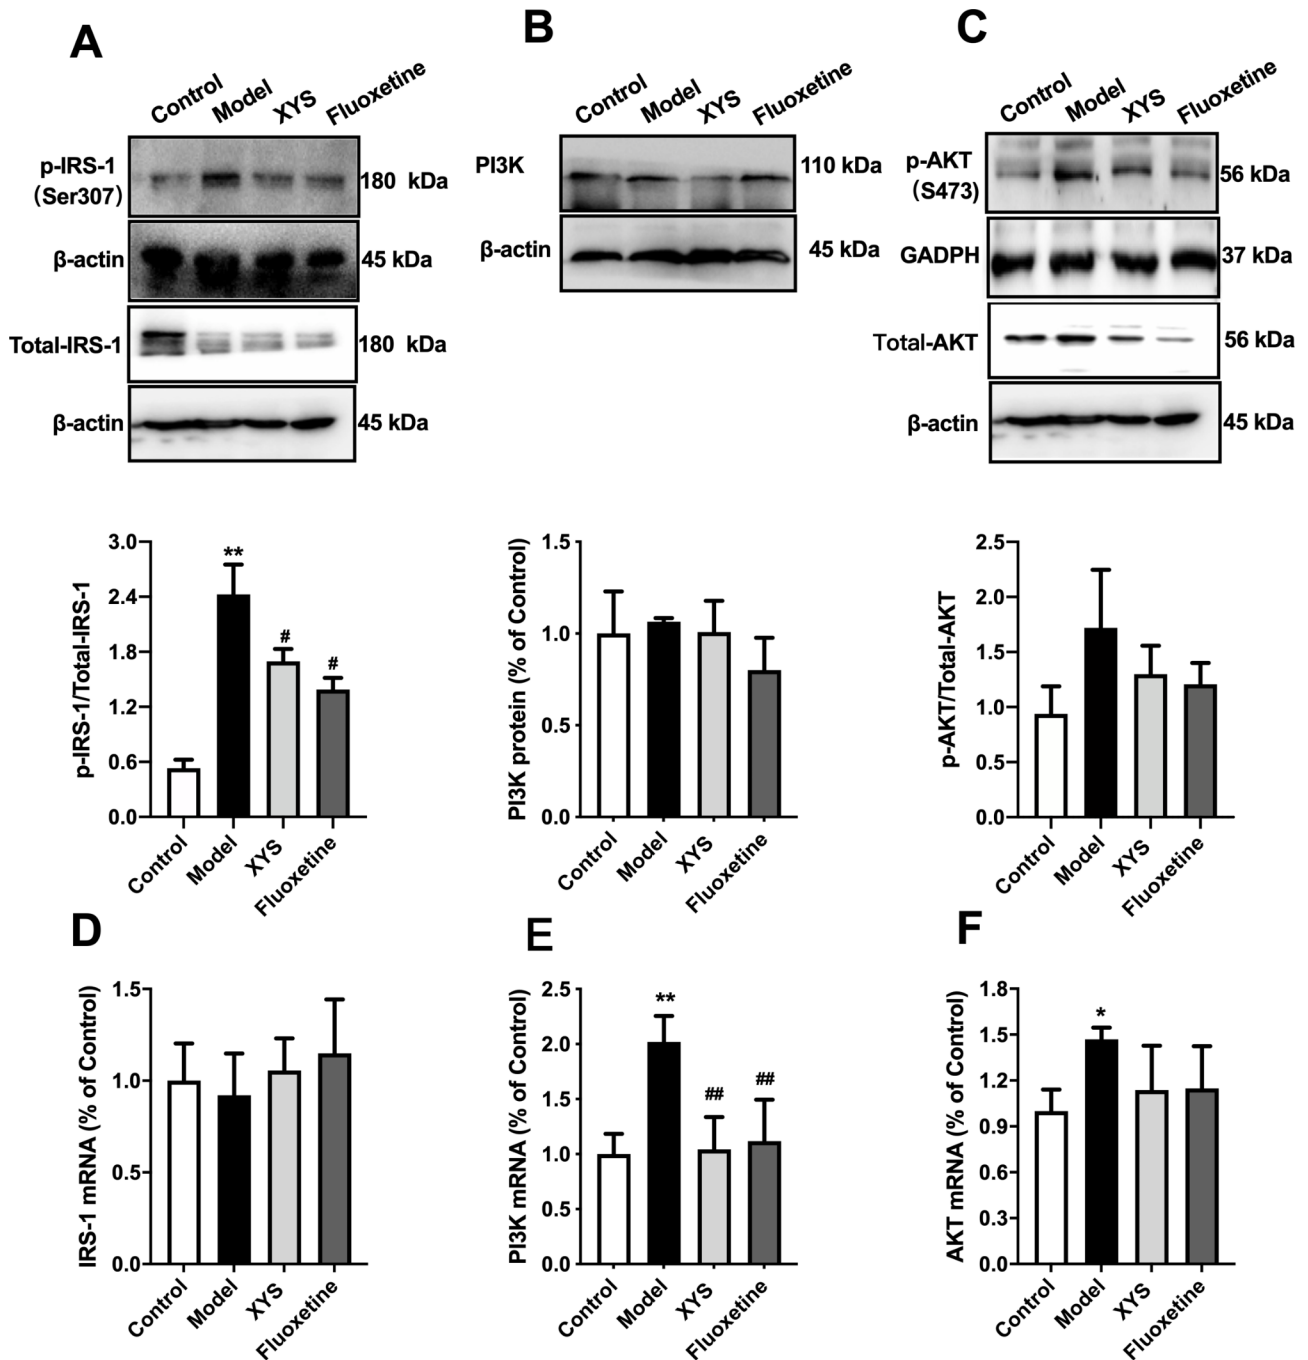 A
Control Model XYS Fluoxetine
p-IRS-1
(Ser307)
180 kDa
β-actin
45 kDa
Total-IRS-1
180 kDa
β-actin
45 kDa
B
Control Model XYS Fluoxetine
PI3K
110 kDa
β-actin
45 kDa
C
Control Model XYS Fluoxetine
p-AKT
(S473)
56 kDa
GADPH
37 kDa
Total-AKT
56 kDa
β-actin
45 kDa
p-IRS-1/Total-IRS-1
3.0
2.4
1.8
1.2
0.6
0.0
**
#
#
Control Model XYS Fluoxetine
PI3K protein (% of Control)
1.5
1.0
0.5
0.0
Control Model XYS Fluoxetine
p-AKT/Total-AKT
2.5
2.0
1.5
1.0
0.5
0.0
Control Model XYS Fluoxetine
D
IRS-1 mRNA (% of Control)
1.5
1.0
0.5
0.0
Control Model XYS Fluoxetine
E
PI3K mRNA (% of Control)
2.5
2.0
1.5
1.0
0.5
0.0
**
##
##
Control Model XYS Fluoxetine
F
AKT mRNA (% of Control)
1.8
1.5
1.2
0.9
0.6
0.3
0.0
*
Control Model XYS Fluoxetine